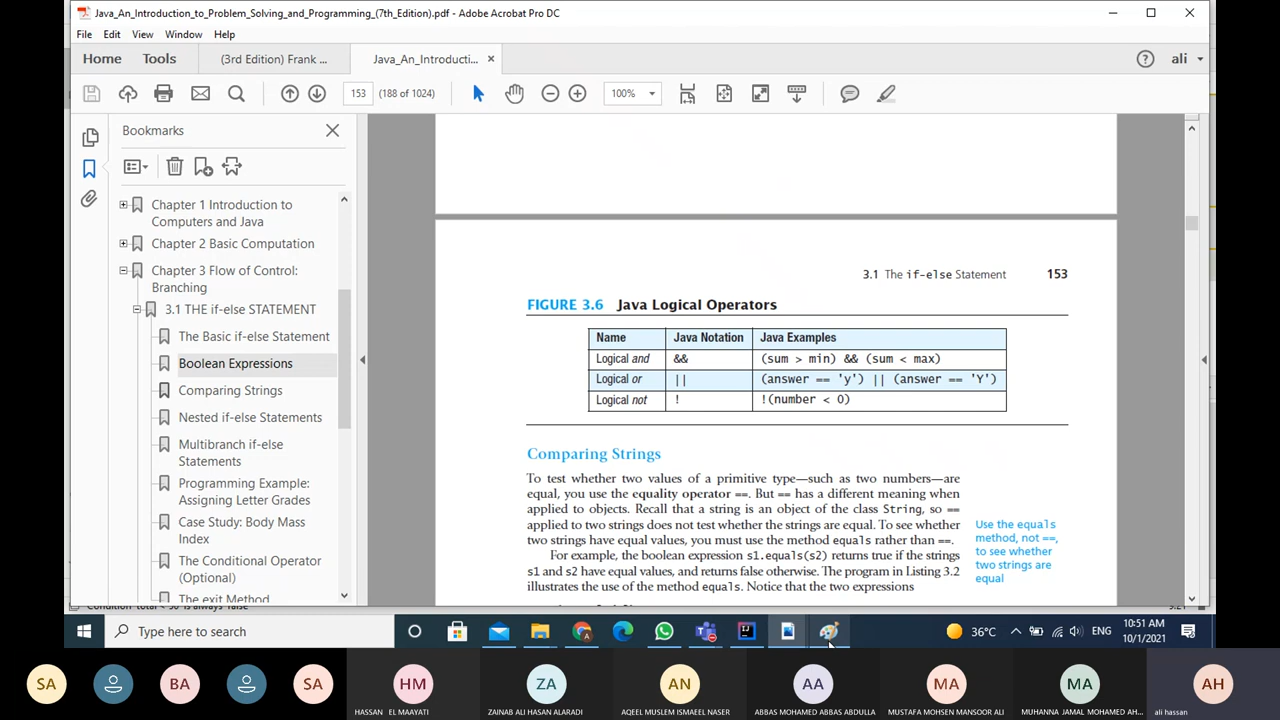 Java_An_Introduction_to_Problem_Solving_and_Programming_(7th_Edition).pdf - Adobe Acrobat Pro DC
File Edit View Window Help
Home Tools (3rd Edition) Frank ... Java_An_Introducti... ali
153 (188 of 1024) 100%
Bookmarks
Chapter 1 Introduction to
Computers and Java
Chapter 2 Basic Computation
Chapter 3 Flow of Control:
Branching
3.1 THE if-else STATEMENT
The Basic if-else Statement
Boolean Expressions
Comparing Strings
Nested if-else Statements
Multibranch if-else
Statements
Programming Example:
Assigning Letter Grades
Case Study: Body Mass
Index
The Conditional Operator
(Optional)
The exit Method
3.1 The if-else Statement 153
FIGURE 3.6 Java Logical Operators
Name Java Notation Java Examples
Logical and && (sum > min) && (sum < max)
Logical or || (answer == 'y') || (answer == 'Y')
Logical not ! !(number < 0)
Comparing Strings
To test whether two values of a primitive type—such as two numbers—are
equal, you use the equality operator ==. But == has a different meaning when
applied to objects. Recall that a string is an object of the class String, so ==
applied to two strings does not test whether the strings are equal. To see whether
two strings have equal values, you must use the method equals rather than ==.
For example, the boolean expression s1.equals(s2) returns true if the strings
s1 and s2 have equal values, and returns false otherwise. The program in Listing 3.2
illustrates the use of the method equals. Notice that the two expressions
Use the equals
method, not ==,
to see whether
two strings are
equal
Condition 'total < 50' is always 'false'
Type here to search
36°C ENG
10:51 AM
10/1/2021
SA BA SA HM ZA AN AA MA MA AH
HASSAN EL MAAYATI
ZAINAB ALI HASAN ALARADI
AQEEL MUSLEM ISMAEEL NASER
ABBAS MOHAMED ABBAS ABDULLA
MUSTAFA MOHSEN MANSOOR ALI
MUHANNA JAMAL MOHAMED AH...
ali hassan